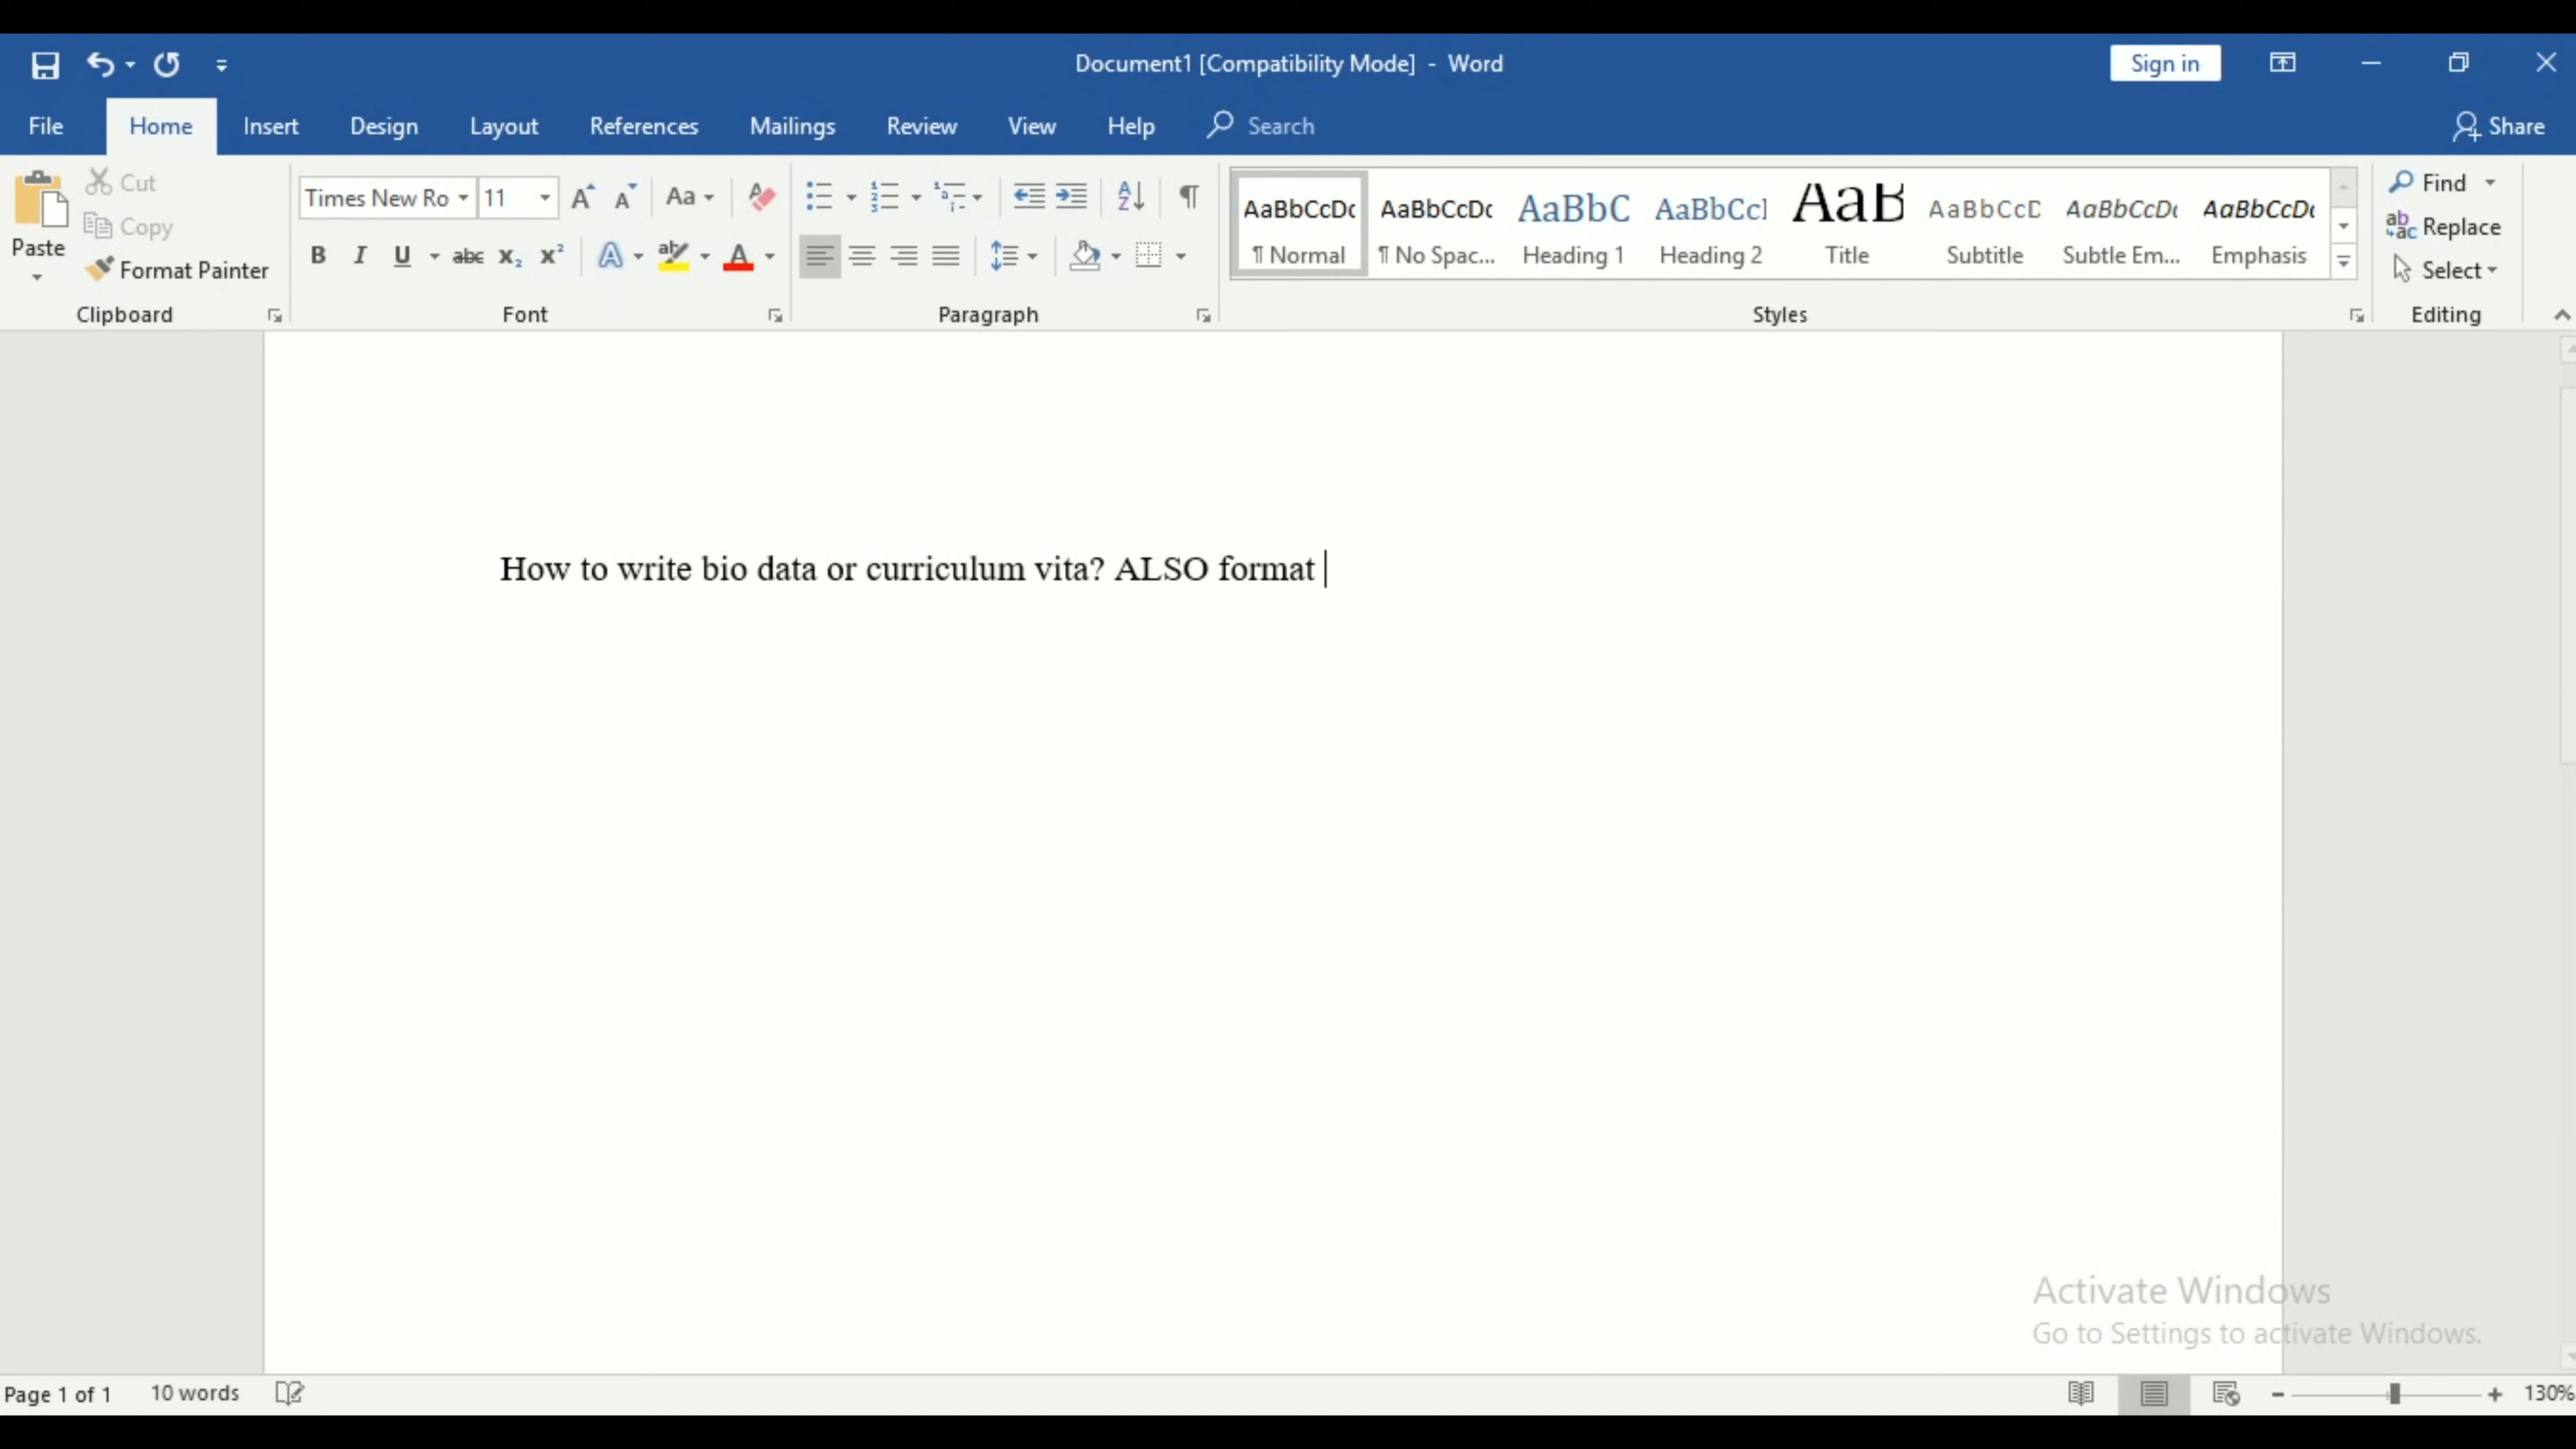 Document1 [Compatibility Mode] - Word
Sign in
File Home Insert Design Layout References Mailings Review View Help Search Share
Paste
Cut
Copy
Format Painter
Clipboard
Times New Ro 11
Font
Paragraph
AaBbCcDc AaBbCcDc AaBbC AaBbCcI AaB AaBbCcD AaBbCcDc AaBbCcDc
¶ Normal ¶ No Spac... Heading 1 Heading 2 Title Subtitle Subtle Em... Emphasis
Styles
Find
Replace
Select
Editing
How to write bio data or curriculum vita? ALSO format
Activate Windows
Go to Settings to activate Windows.
Page 1 of 1 10 words 130%